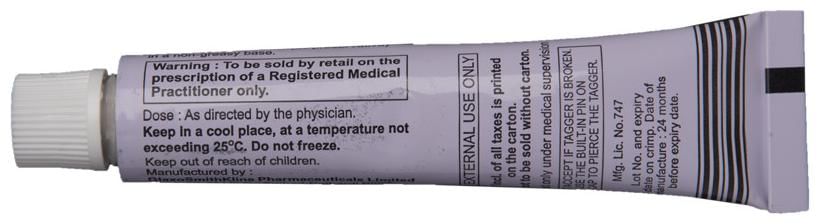 in a non-greasy base.
Warning : To be sold by retail on the
prescription of a Registered Medical
Practitioner only.
Dose : As directed by the physician.
Keep in a cool place, at a temperature not
exceeding 25°C. Do not freeze.
Keep out of reach of children.
Manufactured by :
GlaxoSmithKline Pharmaceuticals Limited
EXTERNAL USE ONLY
incl. of all taxes is printed
on the carton.
to be sold without carton.
only under medical supervision
ACCEPT IF TAGGER IS BROKEN.
THE BUILT-IN PIN ON
TO PIERCE THE TAGGER.
Mfg. Lic. No.747
Lot No. and expiry
date on crimp. Date of
manufacture : 24 months
before expiry date.